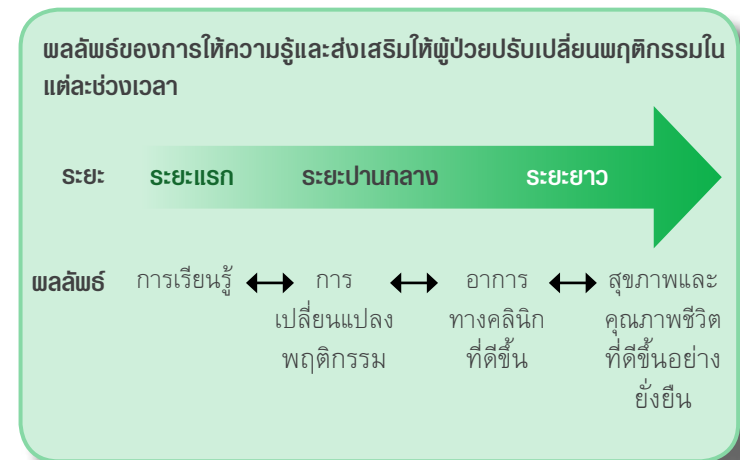 ผลลัพธ์ของการให้ความรู้และส่งเสริมให้ผู้ป่วยปรับเปลี่ยนพฤติกรรมใน
แต่ละช่วงเวลา
ระยะ ระยะแรก ระยะปานกลาง ระยะยาว
ผลลัพธ์ การเรียนรู้ การ อาการ สุขภาพและ
เปลี่ยนแปลง ทางคลินิก คุณภาพชีวิต
พฤติกรรม ที่ดีขึ้น ที่ดีขึ้นอย่าง
ยั่งยืน